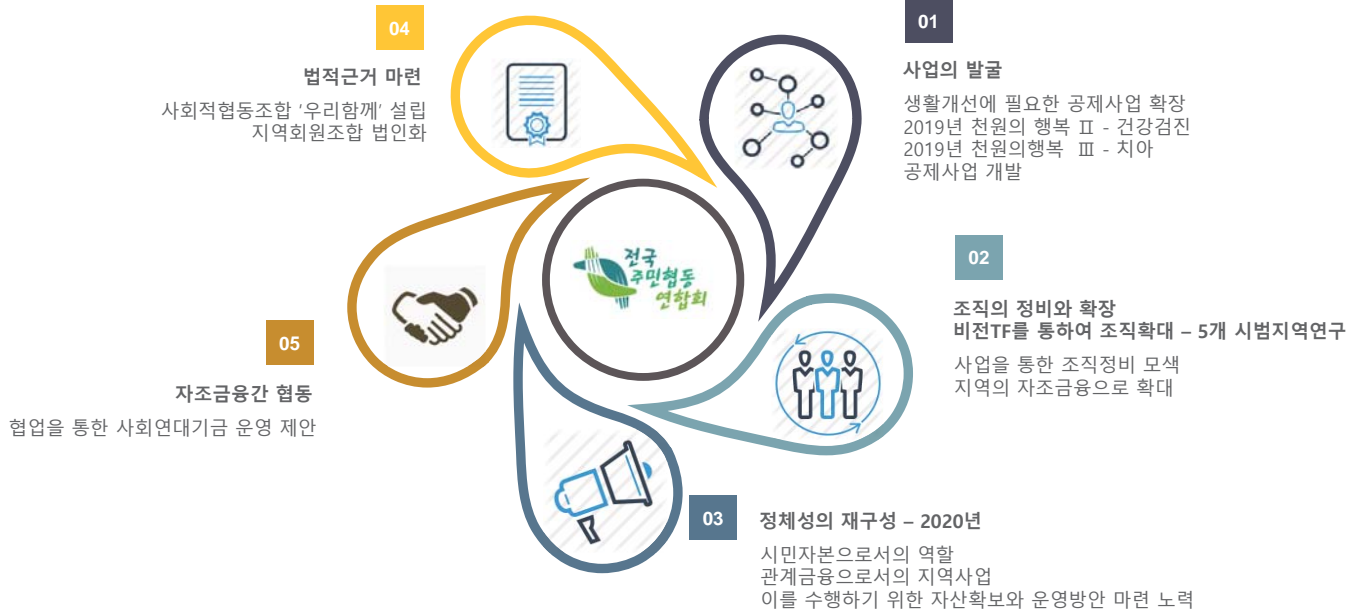 01
사업의 발굴
생활개선에 필요한 공제사업 확장
2019년 천원의 행복 Ⅱ - 건강검진
2019년 천원의행복 Ⅲ - 치아
공제사업 개발
02
조직의 정비와 확장
비전TF를 통하여 조직확대 – 5개 시범지역연구
사업을 통한 조직정비 모색
지역의 자조금융으로 확대
03
정체성의 재구성 – 2020년
시민자본으로서의 역할
관계금융으로서의 지역사업
이를 수행하기 위한 자산확보와 운영방안 마련 노력
04
법적근거 마련
사회적협동조합 ‘우리함께’ 설립
지역회원조합 법인화
05
자조금융간 협동
협업을 통한 사회연대기금 운영 제안
전국
주민협동
연합회